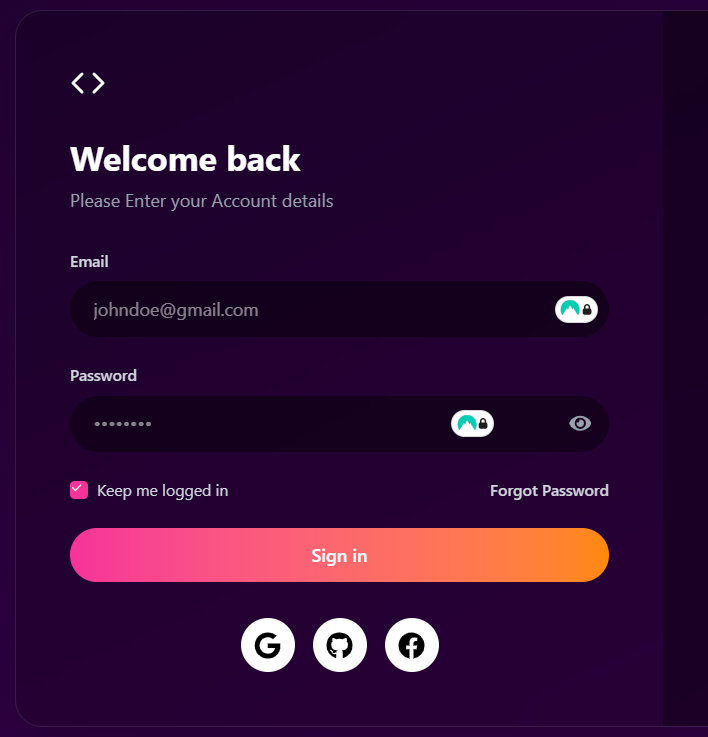 Welcome back
Please Enter your Account details
Email
johndoe@gmail.com
Password
••••••••
Keep me logged in
Forgot Password
Sign in